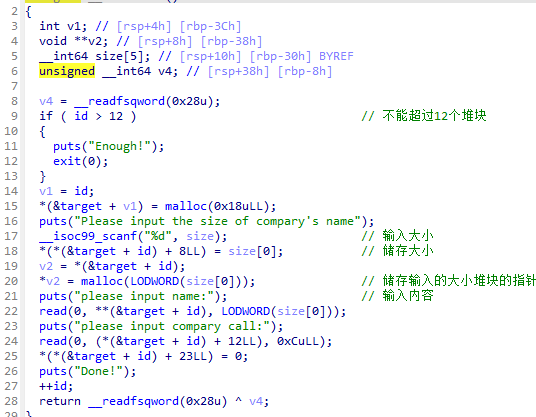 2 {
3 int v1; // [rsp+4h] [rbp-3Ch]
4 void **v2; // [rsp+8h] [rbp-38h]
5 __int64 size[5]; // [rsp+10h] [rbp-30h] BYREF
6 unsigned __int64 v4; // [rsp+38h] [rbp-8h]
7
8 v4 = __readfsqword(0x28u);
9 if ( id > 12 ) // 不能超过12个堆块
10 {
11 puts("Enough!");
12 exit(0);
13 }
14 v1 = id;
15 *(&target + v1) = malloc(0x18uLL);
16 puts("Please input the size of compary's name");
17 __isoc99_scanf("%d", size); // 输入大小
18 *(*(&target + id) + 8LL) = size[0]; // 储存大小
19 v2 = *(&target + id);
20 *v2 = malloc(LODWORD(size[0])); // 储存输入的大小堆块的指针
21 puts("please input name:"); // 输入内容
22 read(0, **(&target + id), LODWORD(size[0]));
23 puts("please input compary call:");
24 read(0, (*(&target + id) + 12LL), 0xCuLL);
25 *(*(&target + id) + 23LL) = 0;
26 puts("Done!");
27 ++id;
28 return __readfsqword(0x28u) ^ v4;